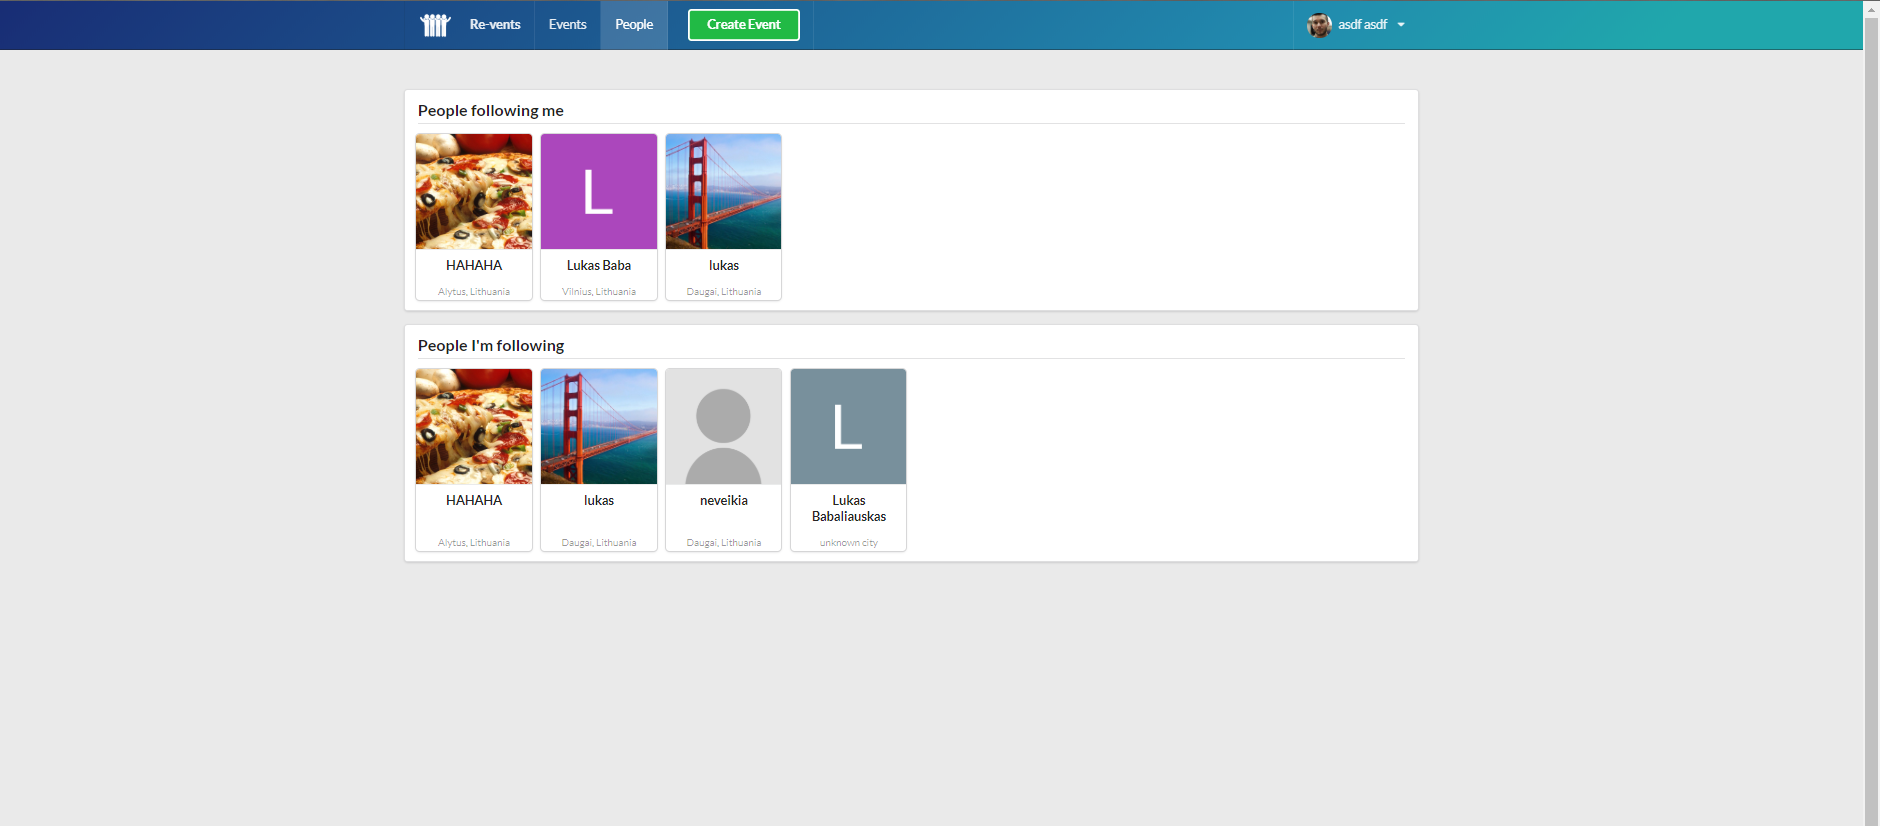 Re-vents
Events
People
Create Event
asdf asdf
People following me
L
HAHAHA
Lukas Baba
lukas
Alytus, Lithuania
Vilnius, Lithuania
Daugai, Lithuania
People I'm following
L
HAHAHA
lukas
neveikia
Lukas
Babaliauskas
Alytus, Lithuania
Daugai, Lithuania
Daugai, Lithuania
unknown city